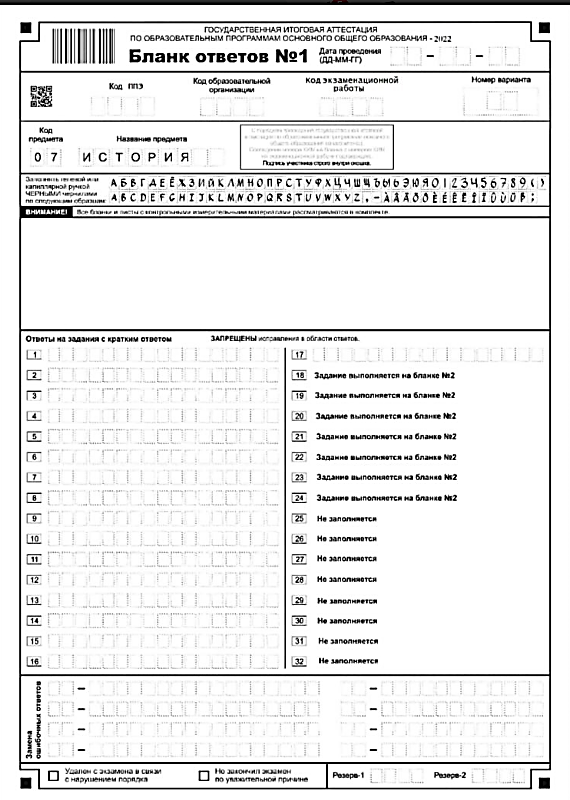 ГОСУДАРСТВЕННАЯ ИТОГОВАЯ АТТЕСТАЦИЯ
ПО ОБРАЗОВАТЕЛЬНЫМ ПРОГРАММАМ ОСНОВНОГО ОБЩЕГО ОБРАЗОВАНИЯ - 2022
Бланк ответов №1
Дата проведения
(ДД-ММ-ГГ)
Код ППЭ
Код образовательной
организации
Код экзаменационной
работы
Номер варианта
Код
предмета
Название предмета
07 ИСТОРИЯ
Подпись участника строго внутри окошка.
Заполнять гелевой или
капиллярной ручкой
ЧЕРНЫМИ чернилами
по следующим образцам:
АБВГДЕЁЖЗИЙКЛМНОПРСТУФХЦЧШЩЪЫЬЭЮЯ0123456789()
ABCDEFGHIJKLMNOPQRSTUVWXYZ,-
ВНИМАНИЕ! Все бланки и листы с контрольными измерительными материалами рассматриваются в комплекте.
Ответы на задания с кратким ответом
ЗАПРЕЩЕНЫ исправления в области ответов.
1
2
3
4
5
6
7
8
9
10
11
12
13
14
15
16
17
18 Задание выполняется на бланке №2
19 Задание выполняется на бланке №2
20 Задание выполняется на бланке №2
21 Задание выполняется на бланке №2
22 Задание выполняется на бланке №2
23 Задание выполняется на бланке №2
24 Задание выполняется на бланке №2
25 Не заполняется
26 Не заполняется
27 Не заполняется
28 Не заполняется
29 Не заполняется
30 Не заполняется
31 Не заполняется
32 Не заполняется
Замена
ошибочных ответов
Удален с экзамена в связи
с нарушением порядка
Не закончил экзамен
по уважительной причине
Резерв-1
Резерв-2